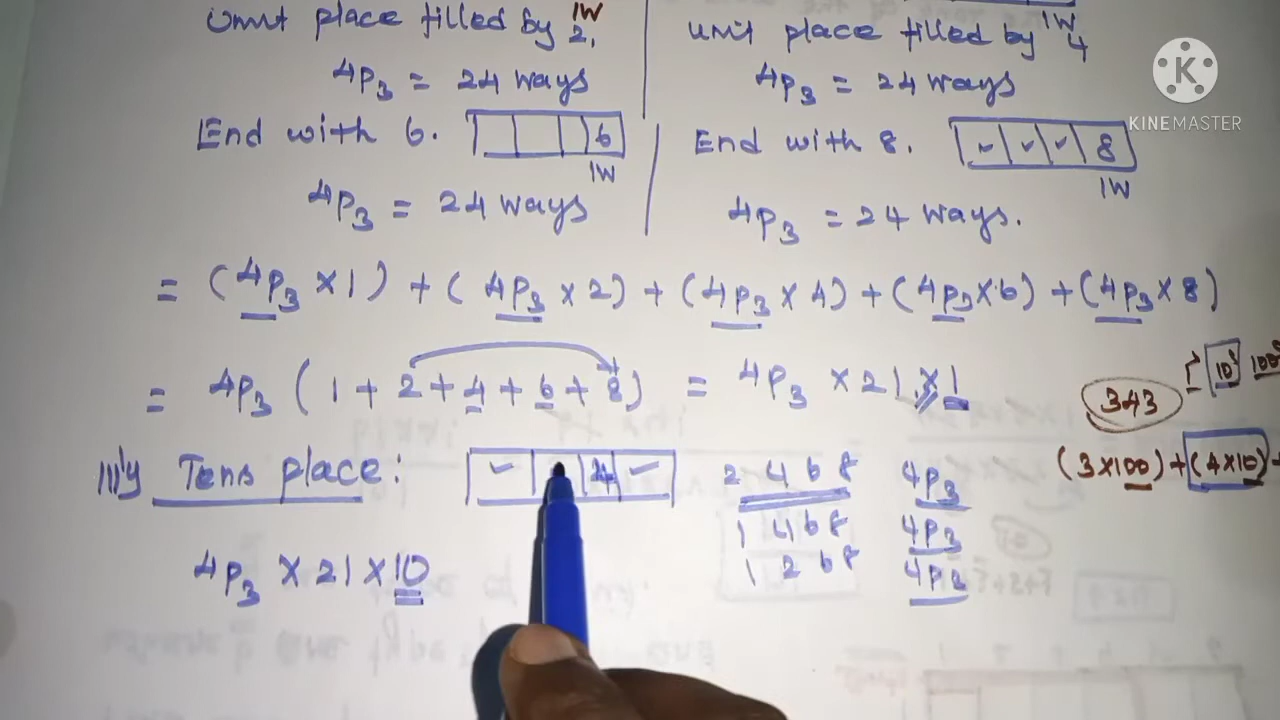 Unit place filled by 2, 1W
4P3 = 24 ways
End with 6. 6
1W
4P3 = 24 ways
1W
Unit place filled by 4
4P3 = 24 ways
End with 8. 8
1W
4P3 = 24 ways.
K
KINEMASTER
= (4P3 × 1) + (4P3 × 2) + (4P3 × 4) + (4P3 × 6) + (4P3 × 8)
= 4P3 (1 + 2 + 4 + 6 + 8) = 4P3 × 21 × 1
343
(3×100) + (4×10) +
III'ly Tens place: 4
2 4 6 8 4P3
1 4 6 8 4P3
1 2 6 8 4P3
4P3 × 21 × 10